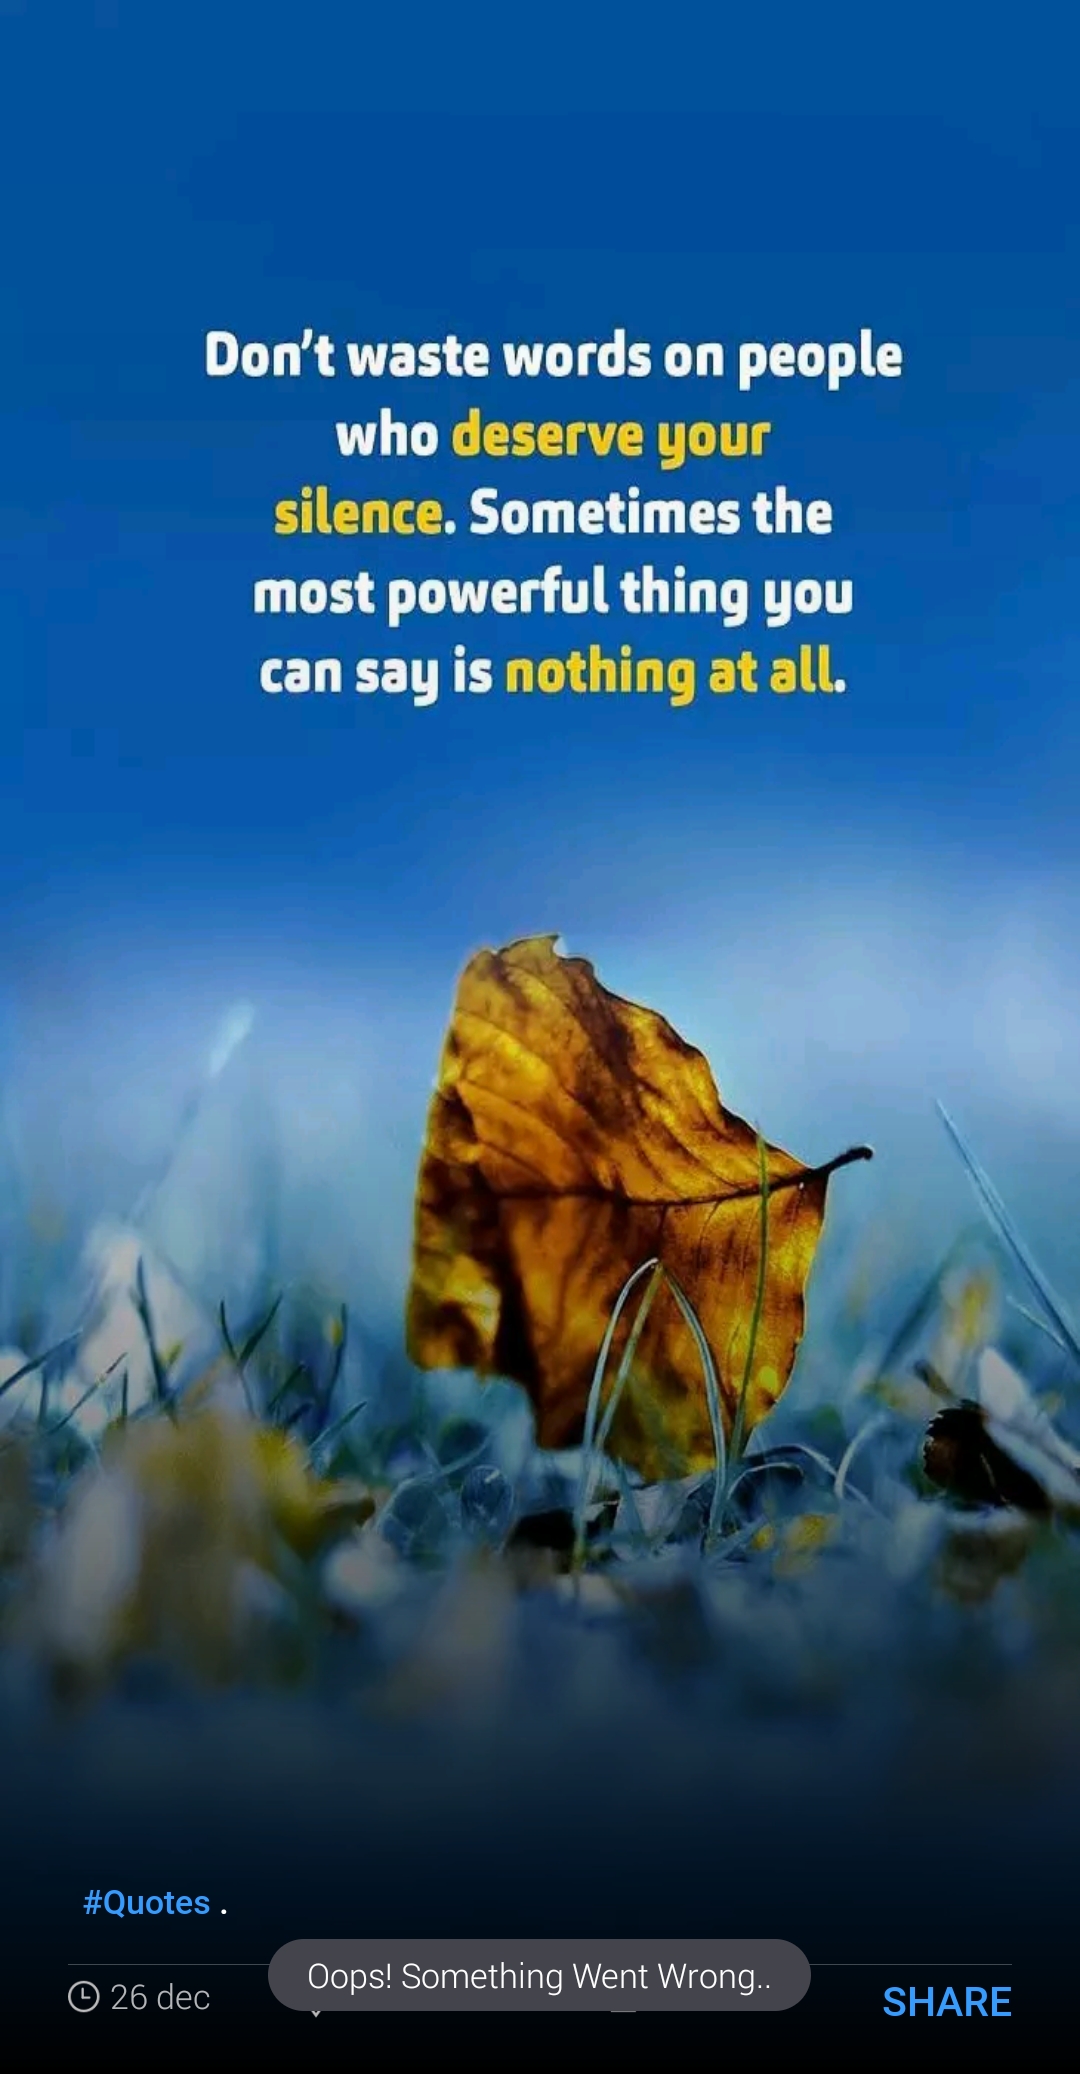 Don't waste words on people
who deserve your
silence. Sometimes the
most powerful thing you
can say is nothing at all.
#Quotes .
Oops! Something Went Wrong..
26 dec
SHARE